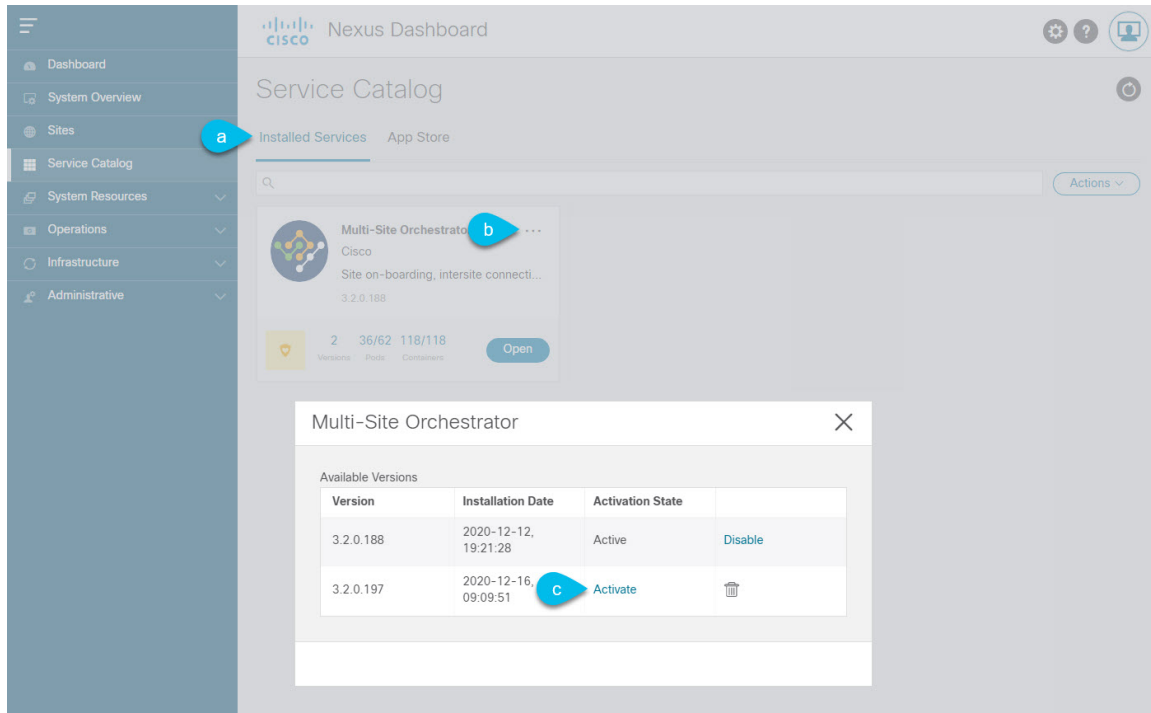 CISCO
Nexus Dashboard
?
Dashboard
System Overview
Sites
Service Catalog
System Resources
Operations
Infrastructure
Administrative
Service Catalog
a
Installed Services
App Store
Actions
Multi-Site Orchestrato
b
...
Cisco
Site on-boarding, intersite connecti...
3.2.0.188
2
36/62
118/118
Versions
Pods
Containers
Open
Multi-Site Orchestrator
Available Versions
Version
Installation Date
Activation State
3.2.0.188
2020-12-12,
19:21:28
Active
Disable
3.2.0.197
2020-12-16,
09:09:51
c
Activate